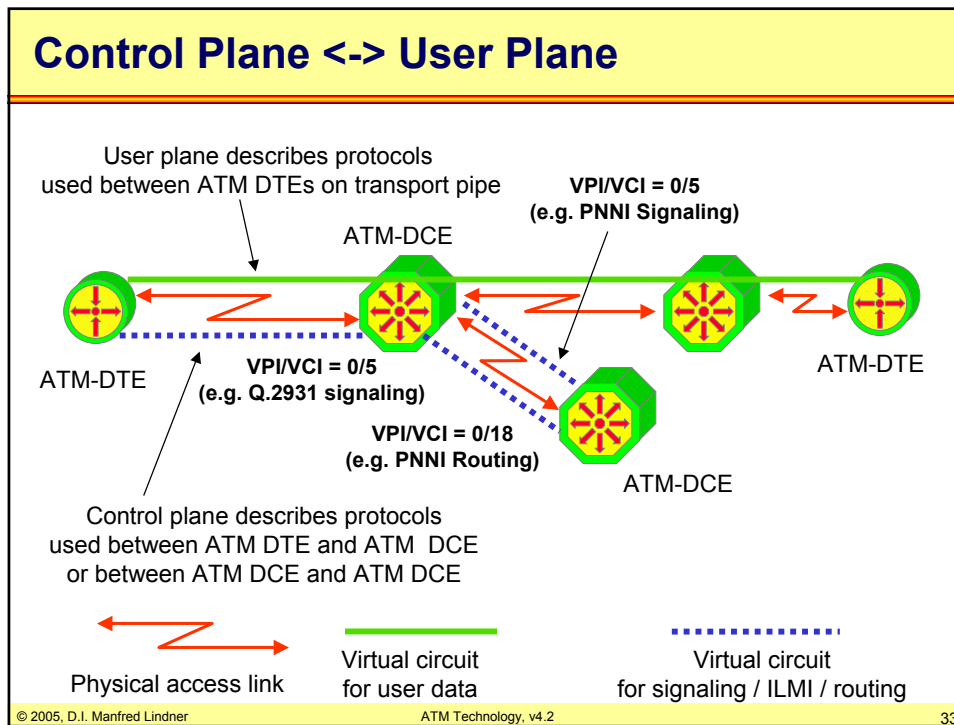 Control Plane <-> User Plane
User plane describes protocols
used between ATM DTEs on transport pipe
VPI/VCI = 0/5
(e.g. PNNI Signaling)
ATM-DCE
ATM-DTE
VPI/VCI = 0/5
(e.g. Q.2931 signaling)
ATM-DTE
VPI/VCI = 0/18
(e.g. PNNI Routing)
ATM-DCE
Control plane describes protocols
used between ATM DTE and ATM DCE
or between ATM DCE and ATM DCE
Physical access link
Virtual circuit
for user data
Virtual circuit
for signaling / ILMI / routing
© 2005, D.I. Manfred Lindner
ATM Technology, v4.2
33